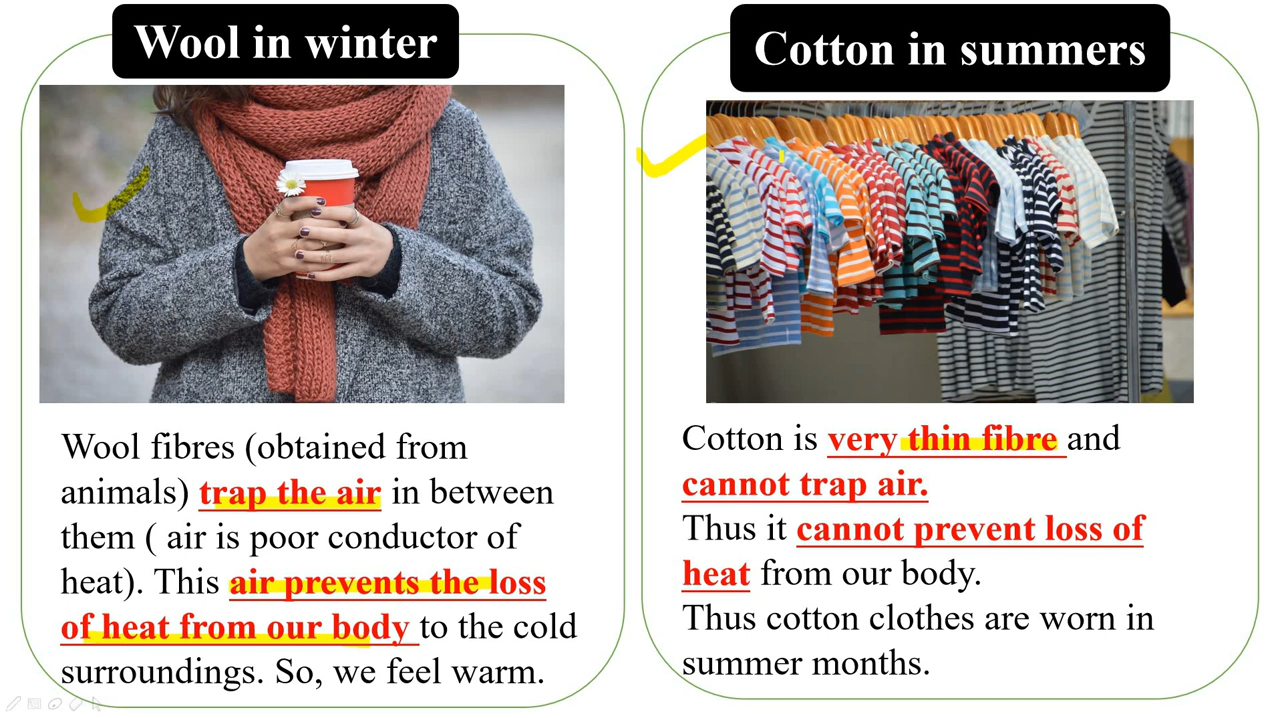 Wool in winter
Wool fibres (obtained from
animals) trap the air in between
them ( air is poor conductor of
heat). This air prevents the loss
of heat from our body to the cold
surroundings. So, we feel warm.
Cotton in summers
Cotton is very thin fibre and
cannot trap air.
Thus it cannot prevent loss of
heat from our body.
Thus cotton clothes are worn in
summer months.